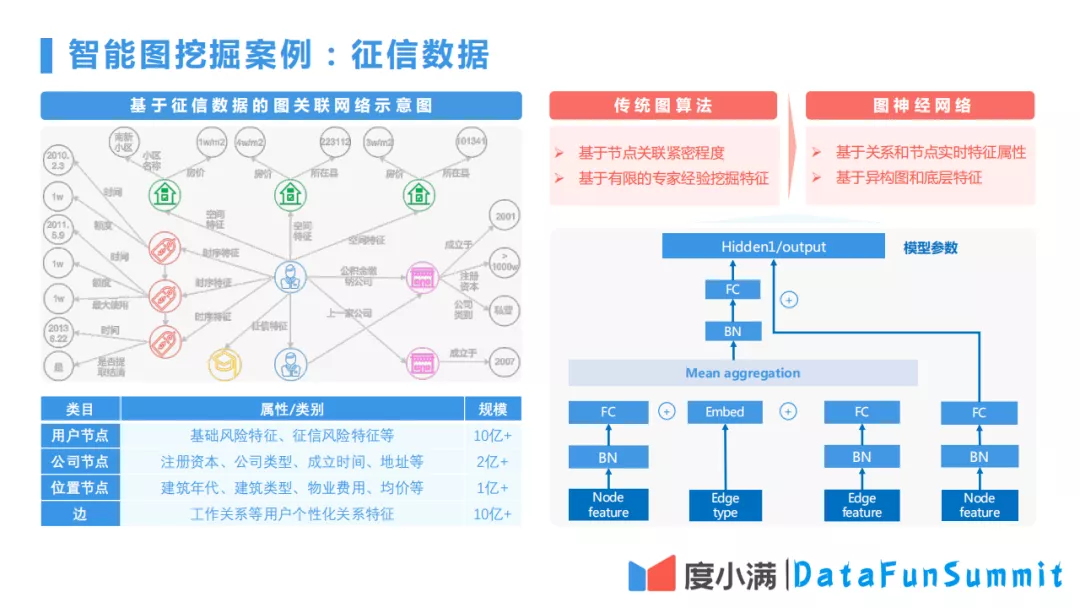 智能图挖掘案例：征信数据
基于征信数据的图关联网络示意图
南新
小区
1w/m2
4w/m2
223112
3w/m2
101341
2010.
2.3
小区
名称
房价
房价
所在县
房价
所在县
1w
时间
2011.
6.9
额度
空间
特征
空间
特征
空间特征
2001
成立于
时间
时序特征
1w
公积金缴
纳公司
注册
资本
>
1000w
额度
时序特征
1w
最大使用
公司
类别
私营
时序特征
征信特征
上一家公司
2013
6.22
时间
是
是否提
取结清
成立于
2007
类目 属性/类别 规模
用户节点 基础风险特征、征信风险特征等 10亿+
公司节点 注册资本、公司类型、成立时间、地址等 2亿+
位置节点 建筑年代、建筑类型、物业费用、均价等 1亿+
边 工作关系等用户个性化关系特征 10亿+
传统图算法
基于节点关联紧密程度
基于有限的专家经验挖掘特征
图神经网络
基于关系和节点实时特征属性
基于异构图和底层特征
Hidden1/output 模型参数
FC
+
BN
Mean aggregation
FC + Embed + FC FC
BN BN BN
Node
feature
Edge
type
Edge
feature
Node
feature
度小满 DataFunSummit